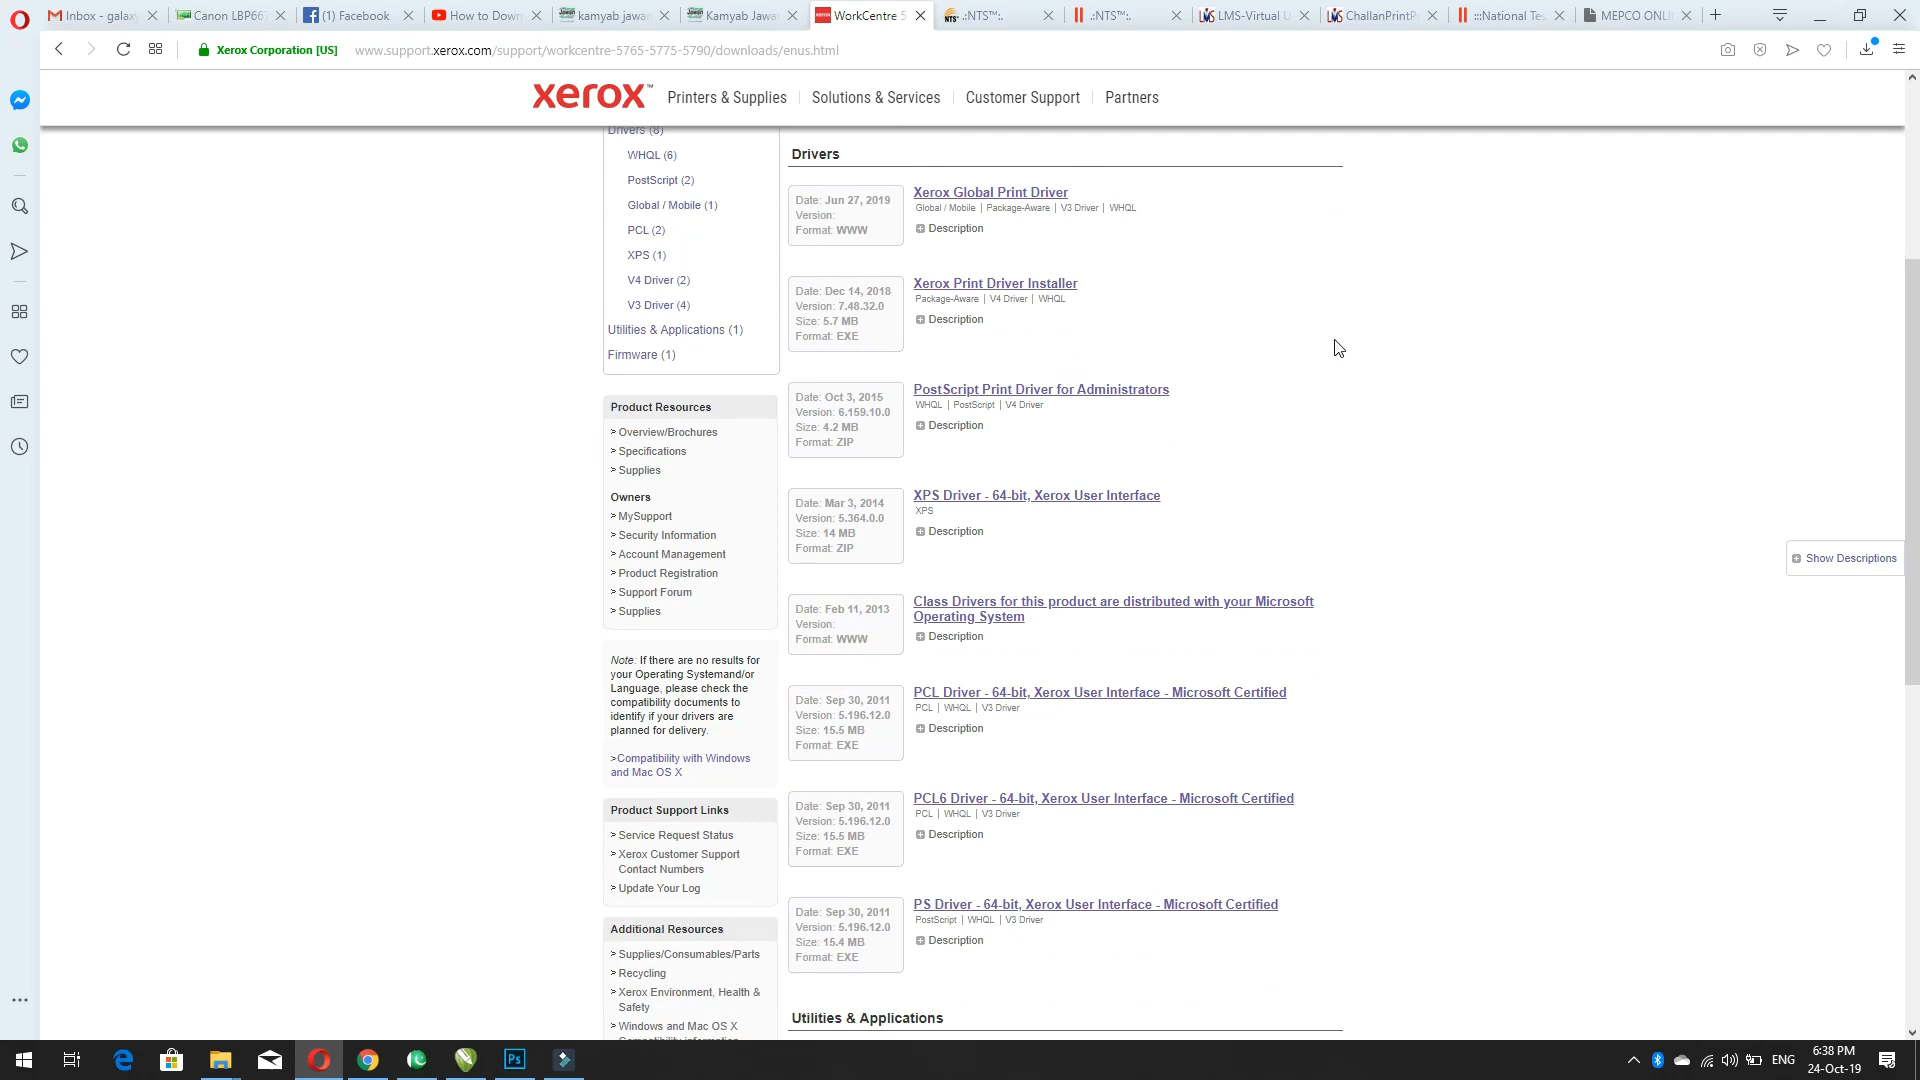 Inbox - galax
Canon LBP66
(1) Facebook
How to Down
kamyab jawar
Kamyab Jawa
WorkCentre 5
.:NTS™:.
.:NTS™:.
LMS-Virtual U
ChallanPrintP
:::National Tes
MEPCO ONLI
Xerox Corporation [US] www.support.xerox.com/support/workcentre-5765-5775-5790/downloads/enus.html
xerox™ Printers & Supplies Solutions & Services Customer Support Partners
Drivers (8)
WHQL (6)
PostScript (2)
Global / Mobile (1)
PCL (2)
XPS (1)
V4 Driver (2)
V3 Driver (4)
Utilities & Applications (1)
Firmware (1)
Product Resources
> Overview/Brochures
> Specifications
> Supplies
Owners
> MySupport
> Security Information
> Account Management
> Product Registration
> Support Forum
> Supplies
Note: If there are no results for
your Operating Systemand/or
Language, please check the
compatibility documents to
identify if your drivers are
planned for delivery.
>Compatibility with Windows
and Mac OS X
Product Support Links
> Service Request Status
> Xerox Customer Support
Contact Numbers
> Update Your Log
Additional Resources
> Supplies/Consumables/Parts
> Recycling
> Xerox Environment, Health &
Safety
> Windows and Mac OS X
Compatibility information
Drivers
Date: Jun 27, 2019
Version:
Format: WWW
Xerox Global Print Driver
Global / Mobile | Package-Aware | V3 Driver | WHQL
Description
Date: Dec 14, 2018
Version: 7.48.32.0
Size: 5.7 MB
Format: EXE
Xerox Print Driver Installer
Package-Aware | V4 Driver | WHQL
Description
Date: Oct 3, 2015
Version: 6.159.10.0
Size: 4.2 MB
Format: ZIP
PostScript Print Driver for Administrators
WHQL | PostScript | V4 Driver
Description
Date: Mar 3, 2014
Version: 5.364.0.0
Size: 14 MB
Format: ZIP
XPS Driver - 64-bit, Xerox User Interface
XPS
Description
Date: Feb 11, 2013
Version:
Format: WWW
Class Drivers for this product are distributed with your Microsoft
Operating System
Description
Date: Sep 30, 2011
Version: 5.196.12.0
Size: 15.5 MB
Format: EXE
PCL Driver - 64-bit, Xerox User Interface - Microsoft Certified
PCL | WHQL | V3 Driver
Description
Date: Sep 30, 2011
Version: 5.196.12.0
Size: 15.5 MB
Format: EXE
PCL6 Driver - 64-bit, Xerox User Interface - Microsoft Certified
PCL | WHQL | V3 Driver
Description
Date: Sep 30, 2011
Version: 5.196.12.0
Size: 15.4 MB
Format: EXE
PS Driver - 64-bit, Xerox User Interface - Microsoft Certified
PostScript | WHQL | V3 Driver
Description
Utilities & Applications
Show Descriptions
Ps
ENG
6:38 PM
24-Oct-19